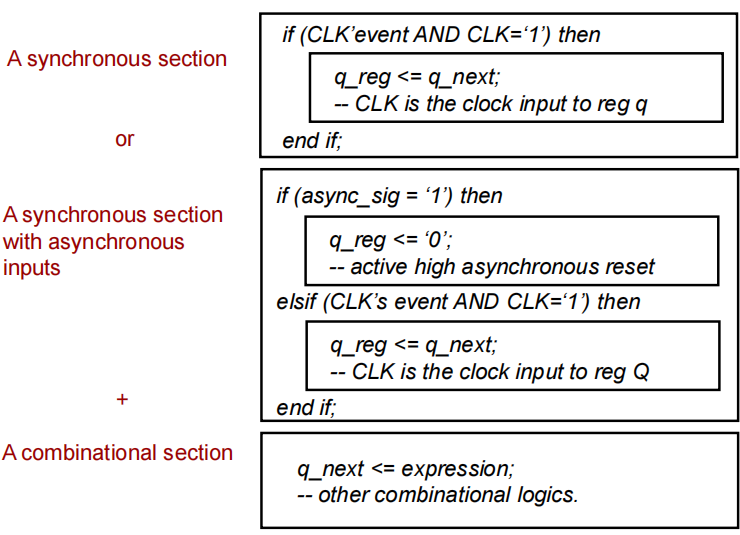 A synchronous section
if (CLK’event AND CLK=‘1’) then
q_reg <= q_next;
-- CLK is the clock input to reg q
end if;
or
A synchronous section
with asynchronous
inputs
if (async_sig = ‘1’) then
q_reg <= ‘0’;
-- active high asynchronous reset
elsif (CLK’s event AND CLK=‘1’) then
q_reg <= q_next;
-- CLK is the clock input to reg Q
end if;
+
A combinational section
q_next <= expression;
-- other combinational logics.